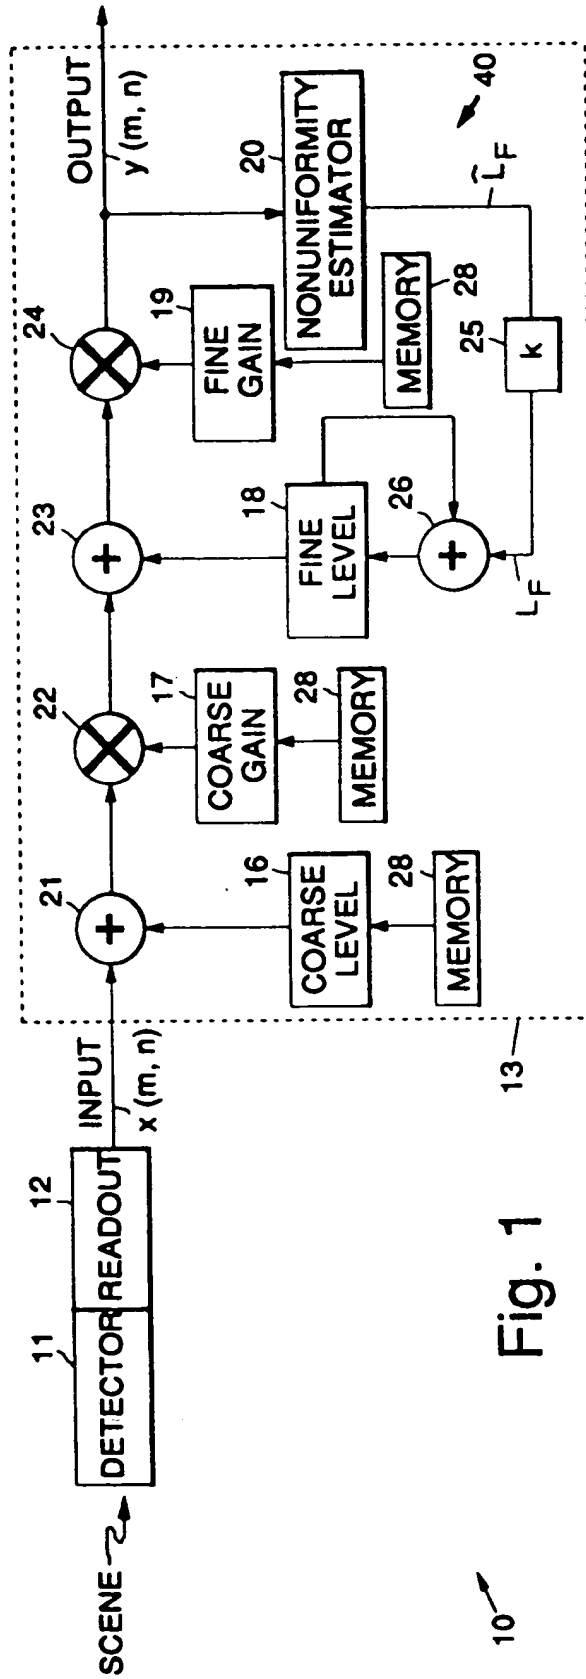 SCENE
11
DETECTOR
12
READOUT
INPUT
x (m, n)
13
21
+
16
COARSE
LEVEL
28
MEMORY
22
17
COARSE
GAIN
28
MEMORY
23
+
18
FINE
LEVEL
26
+
L_F
24
19
FINE
GAIN
28
MEMORY
25
k
20
NONUNIFORMITY
ESTIMATOR
L̃_F
40
OUTPUT
y (m, n)
10
Fig. 1